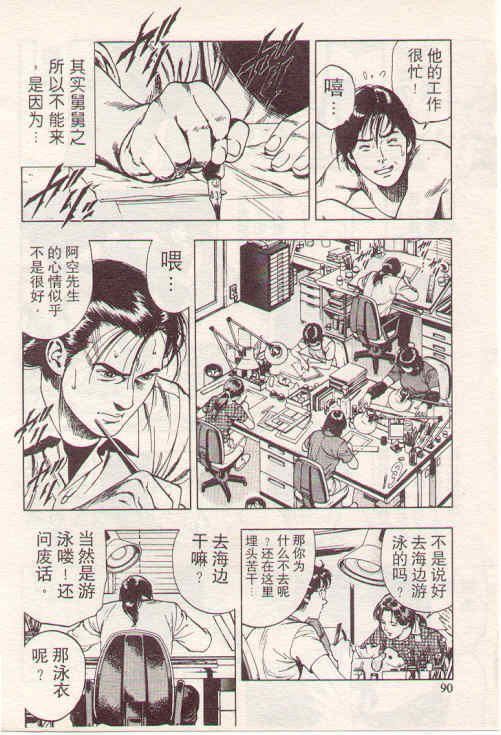 他的工作
很忙！
嘻…
其实舅舅之
所以不能来
，是因为…
喂…
阿空先生
的心情似乎
不是很好．
不是说好
去海边游
泳的吗？
那你为
什么不去呢
？还在这里
埋头苦干…
去海边
干嘛？
当然是游
泳喽！还
问废话。
那泳衣
呢？
90